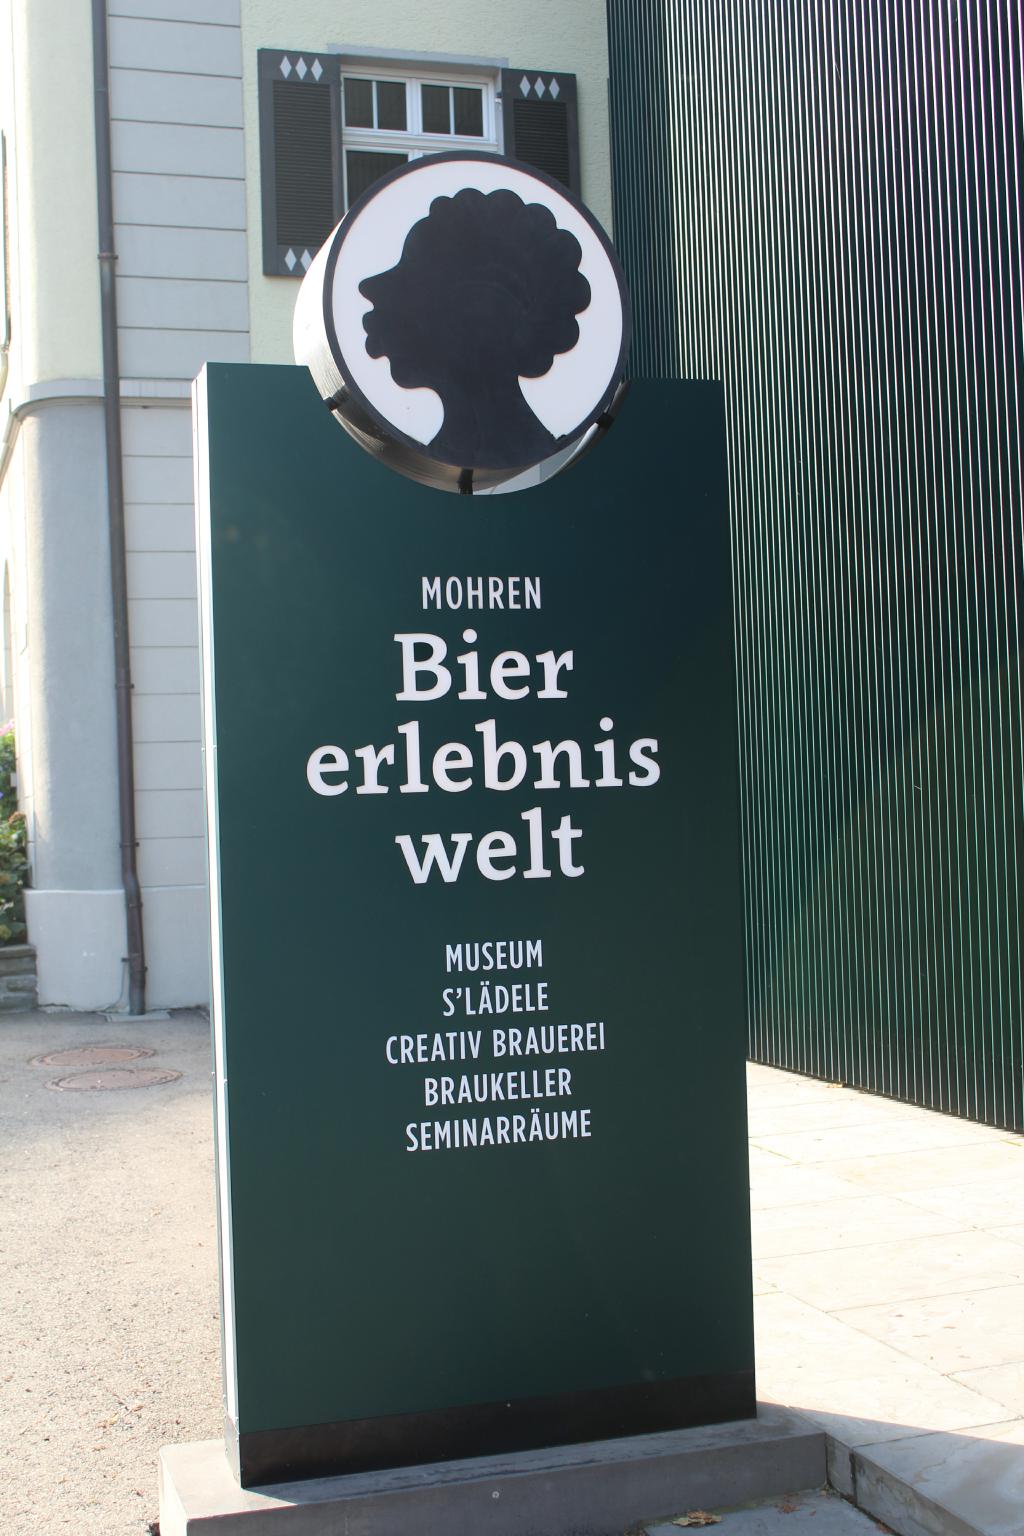 MOHREN
Bier
erlebnis
welt
MUSEUM
S'LÄDELE
CREATIV BRAUEREI
BRAUKELLER
SEMINARRÄUME